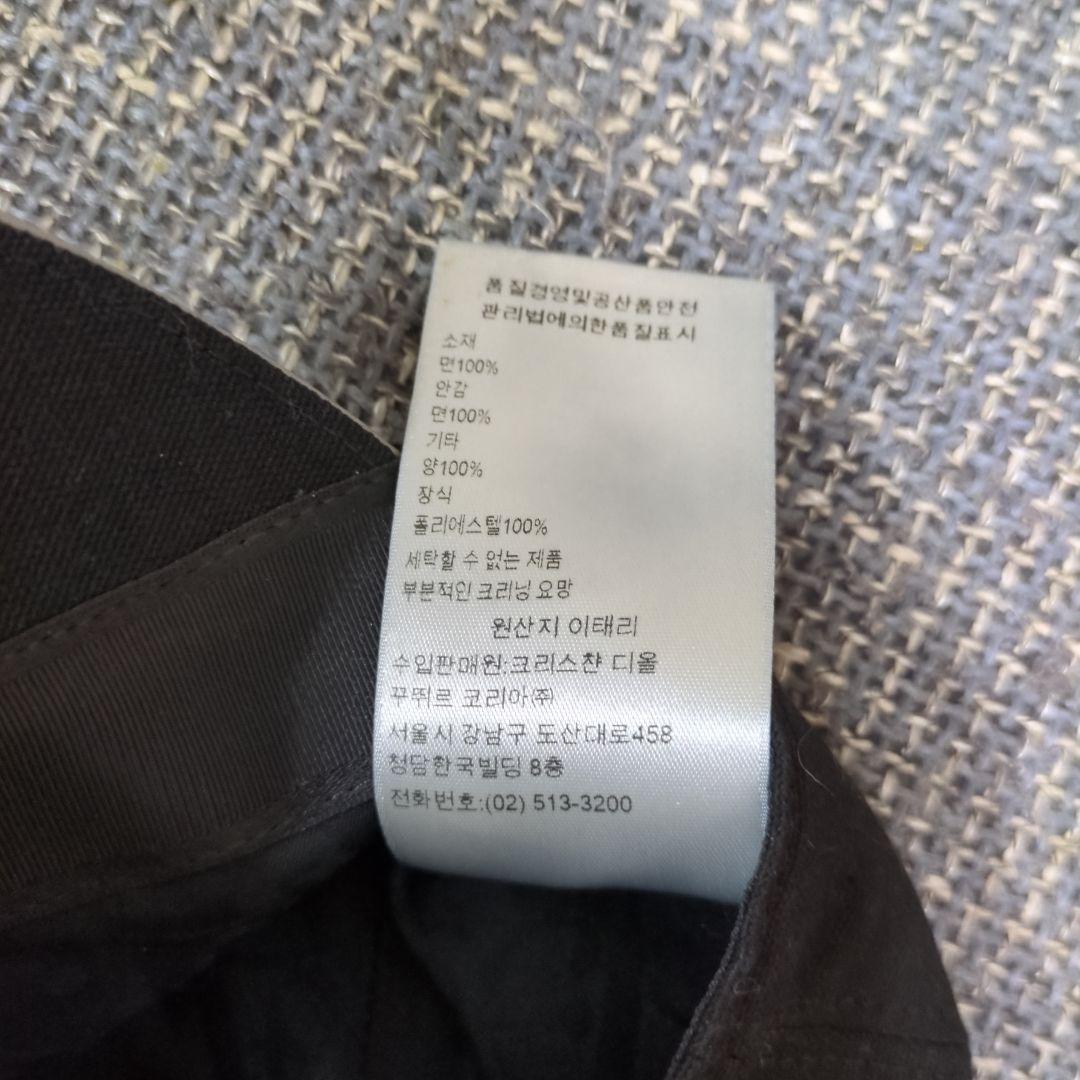 품질경영및공산품안전
관리법에의한품질표시
소재
면100%
안감
면100%
기타
양100%
장식
폴리에스텔100%
세탁할 수 없는 제품
부분적인 크리닝 요망
원산지 이태리
수입판매원:크리스챤 디올
꾸뛰르 코리아㈜
서울시 강남구 도산대로458
청담한국빌딩 8층
전화번호:(02) 513-3200